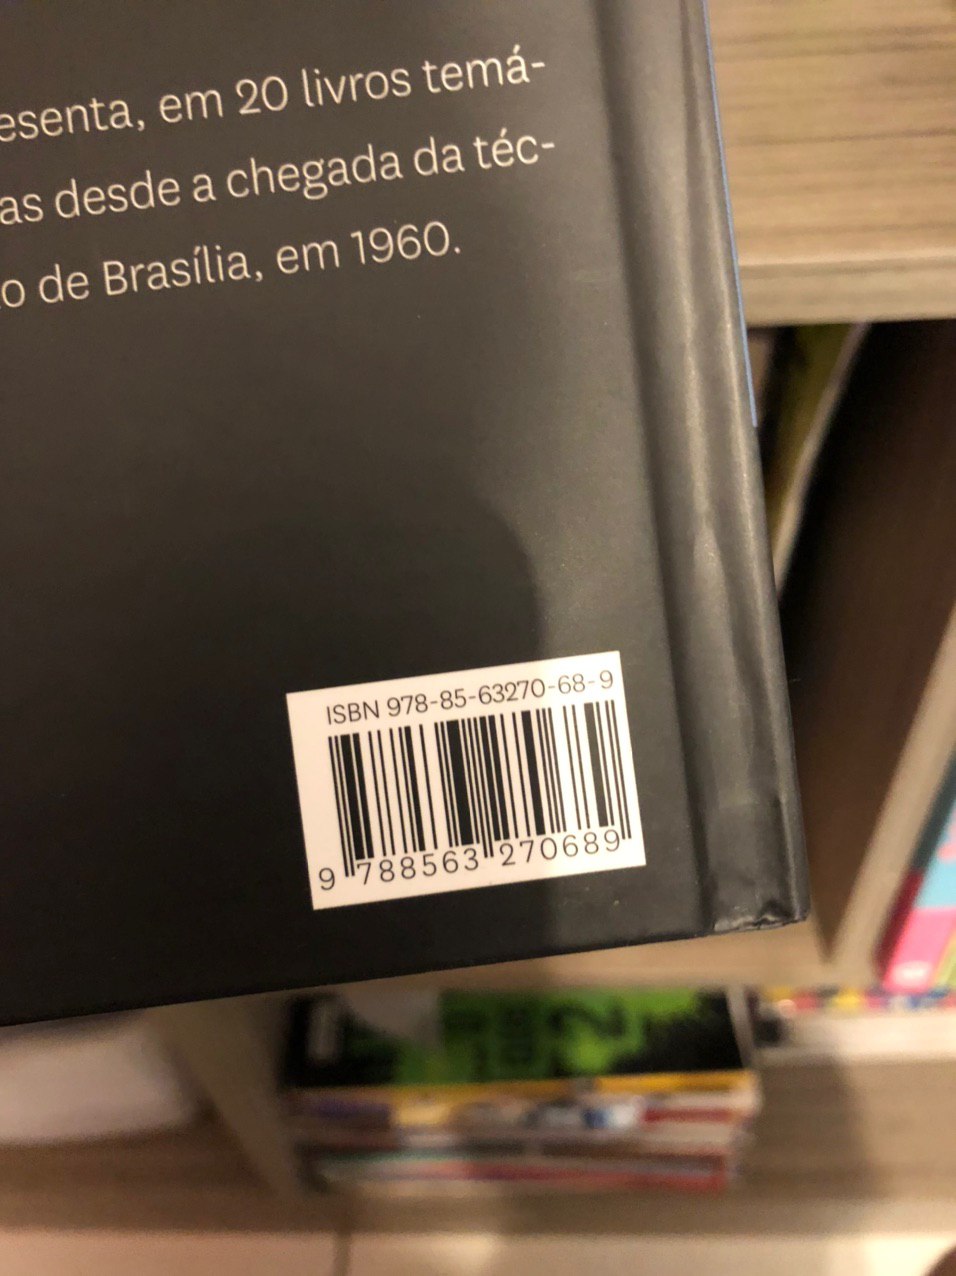 esenta, em 20 livros temá-
as desde a chegada da téc-
o de Brasília, em 1960.
ISBN 978-85-63270-68-9
9 788563 270689